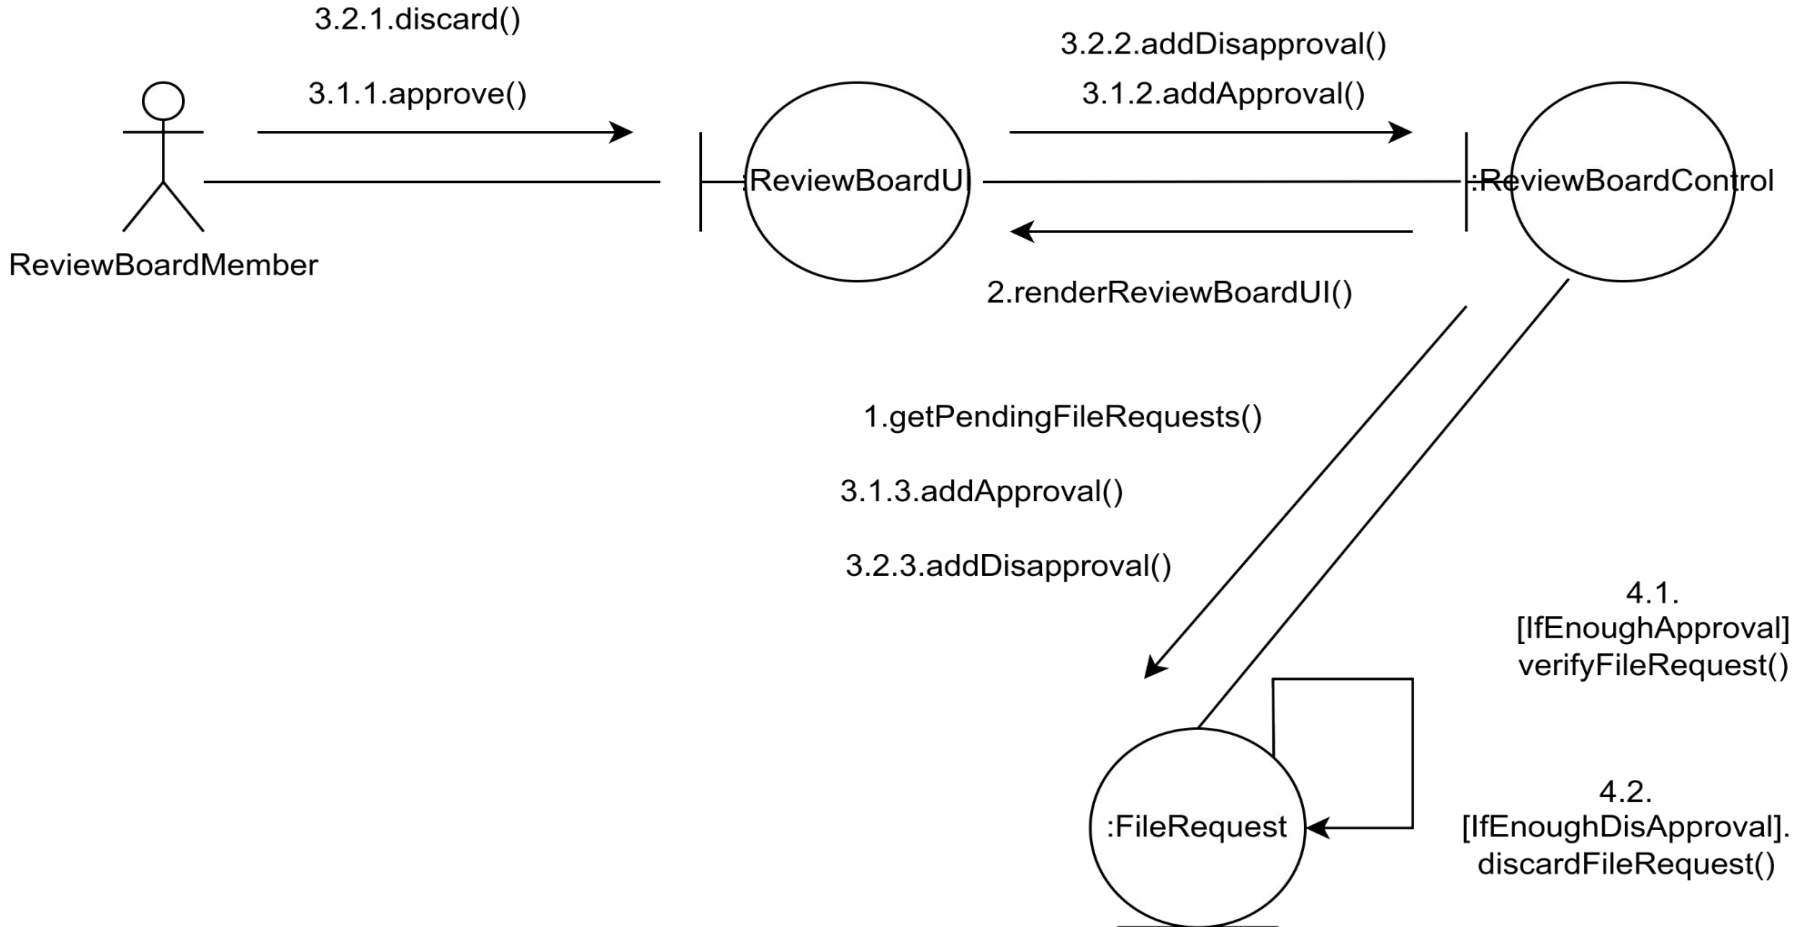 3.2.1.discard()
3.2.2.addDisapproval()
3.1.1.approve()
3.1.2.addApproval()
:ReviewBoardUI
:ReviewBoardControl
ReviewBoardMember
2.renderReviewBoardUI()
1.getPendingFileRequests()
3.1.3.addApproval()
3.2.3.addDisapproval()
4.1.
[IfEnoughApproval]
verifyFileRequest()
:FileRequest
4.2.
[IfEnoughDisApproval].
discardFileRequest()